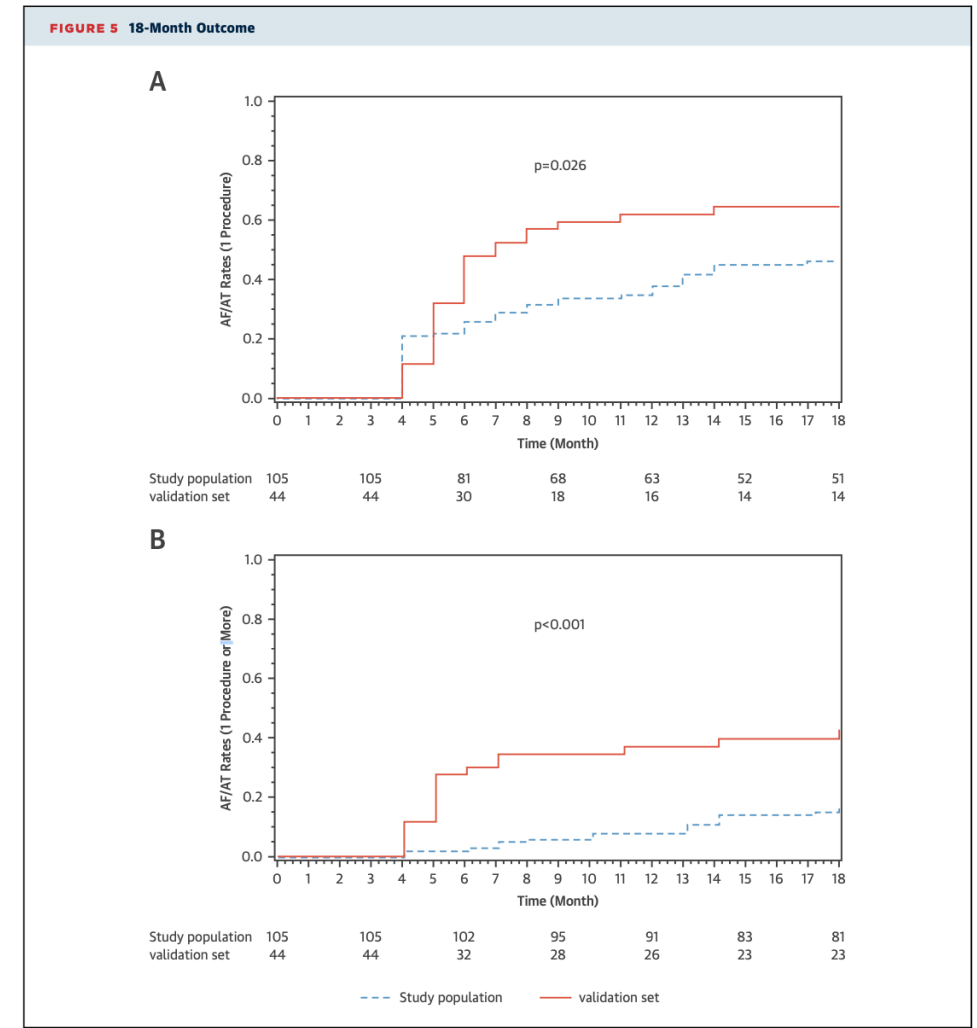 FIGURE 5 18-Month Outcome
A
AF/AT Rates (1 Procedure)
1.0
0.8
0.6
0.4
0.2
0.0
p=0.026
0 1 2 3 4 5 6 7 8 9 10 11 12 13 14 15 16 17 18
Time (Month)
Study population 105 105 81 68 63 52 51
validation set 44 44 30 18 16 14 14
B
AF/AT Rates (1 Procedure or More)
1.0
0.8
0.6
0.4
0.2
0.0
p<0.001
0 1 2 3 4 5 6 7 8 9 10 11 12 13 14 15 16 17 18
Time (Month)
Study population 105 105 102 95 91 83 81
validation set 44 44 32 28 26 23 23
Study population validation set